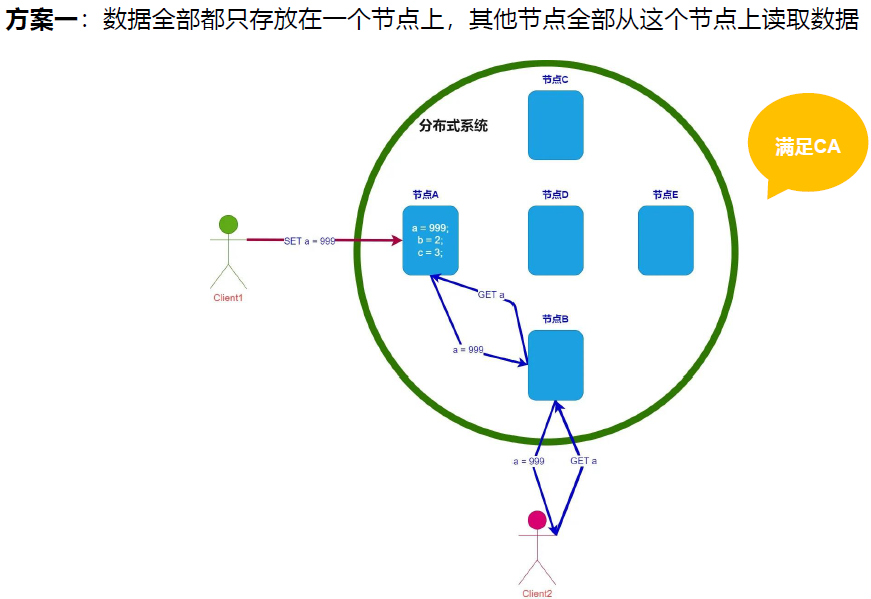 方案一：数据全部都只存放在一个节点上，其他节点全部从这个节点上读取数据
节点C
分布式系统
满足CA
节点A
节点D
节点E
a = 999;
b = 2;
c = 3;
SET a = 999
Client1
GET a
节点B
a = 999
a = 999
GET a
Client2